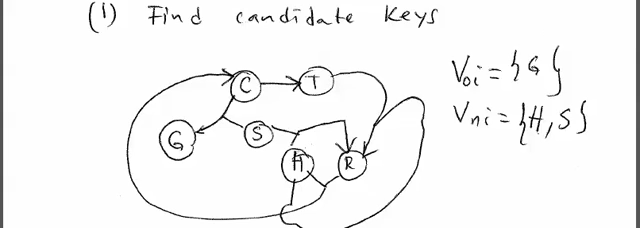 (1) Find candidate keys
C T
Voi = {G}
G S
Vni = {H, S}
H R